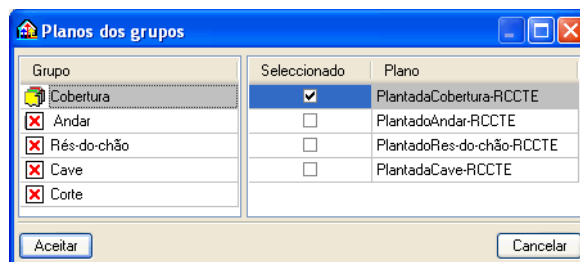 Planos dos grupos
Grupo
Seleccionado Plano
Cobertura
PlantadaCobertura-RCCTE
Andar
PlantadoAndar-RCCTE
Rés-do-chão
PlantadoRes-do-chão-RCCTE
Cave
PlantadaCave-RCCTE
Corte
Aceitar
Cancelar